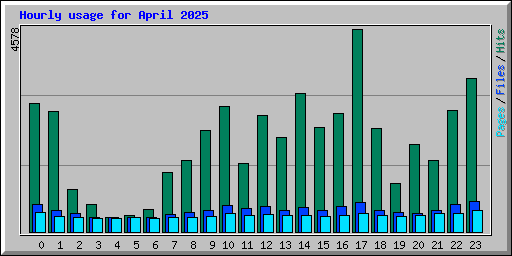 Hourly usage for April 2025
4578
Pages / Files / Hits
0 1 2 3 4 5 6 7 8 9 10 11 12 13 14 15 16 17 18 19 20 21 22 23